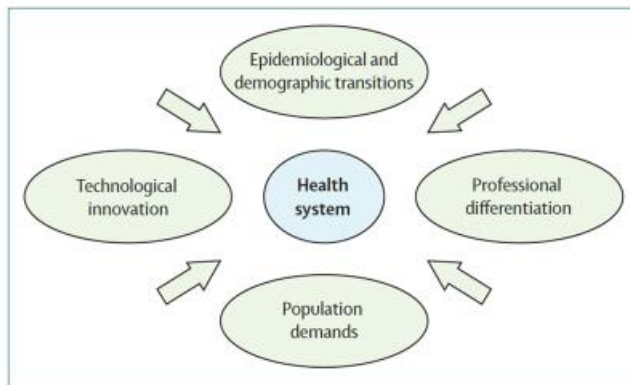 Epidemiological and
demographic transitions
Technological
innovation
Health
system
Professional
differentiation
Population
demands